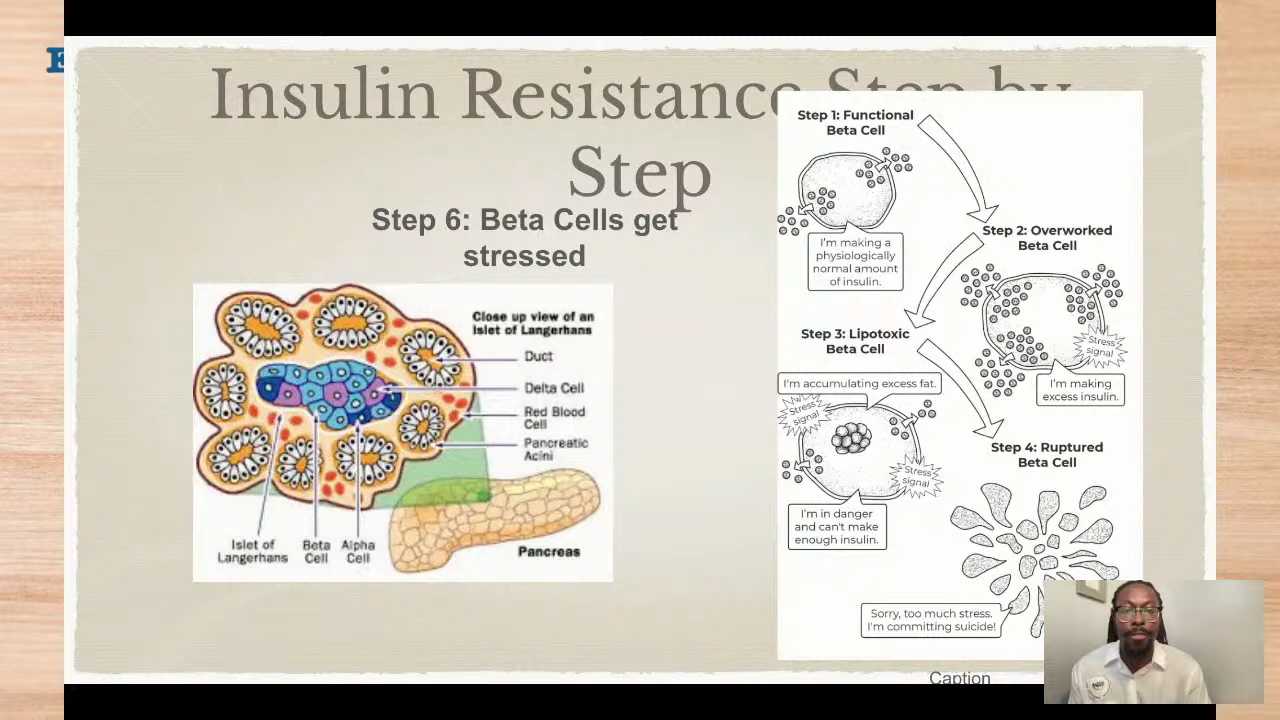 E
Insulin Resistance Step by
Step
Step 6: Beta Cells get
stressed
Close up view of an
Islet of Langerhans
Duct
Delta Cell
Red Blood
Cell
Pancreatic
Acini
Islet of
Langerhans
Beta
Cell
Alpha
Cell
Pancreas
Step 1: Functional
Beta Cell
I'm making a
physiologically
normal amount
of insulin.
Step 2: Overworked
Beta Cell
Stress
signal
I'm making
excess insulin.
Step 3: Lipotoxic
Beta Cell
I'm accumulating excess fat.
Stress
signal
Stress
signal
I'm in danger
and can't make
enough insulin.
Step 4: Ruptured
Beta Cell
Sorry, too much stress.
I'm committing suicide!
Caption